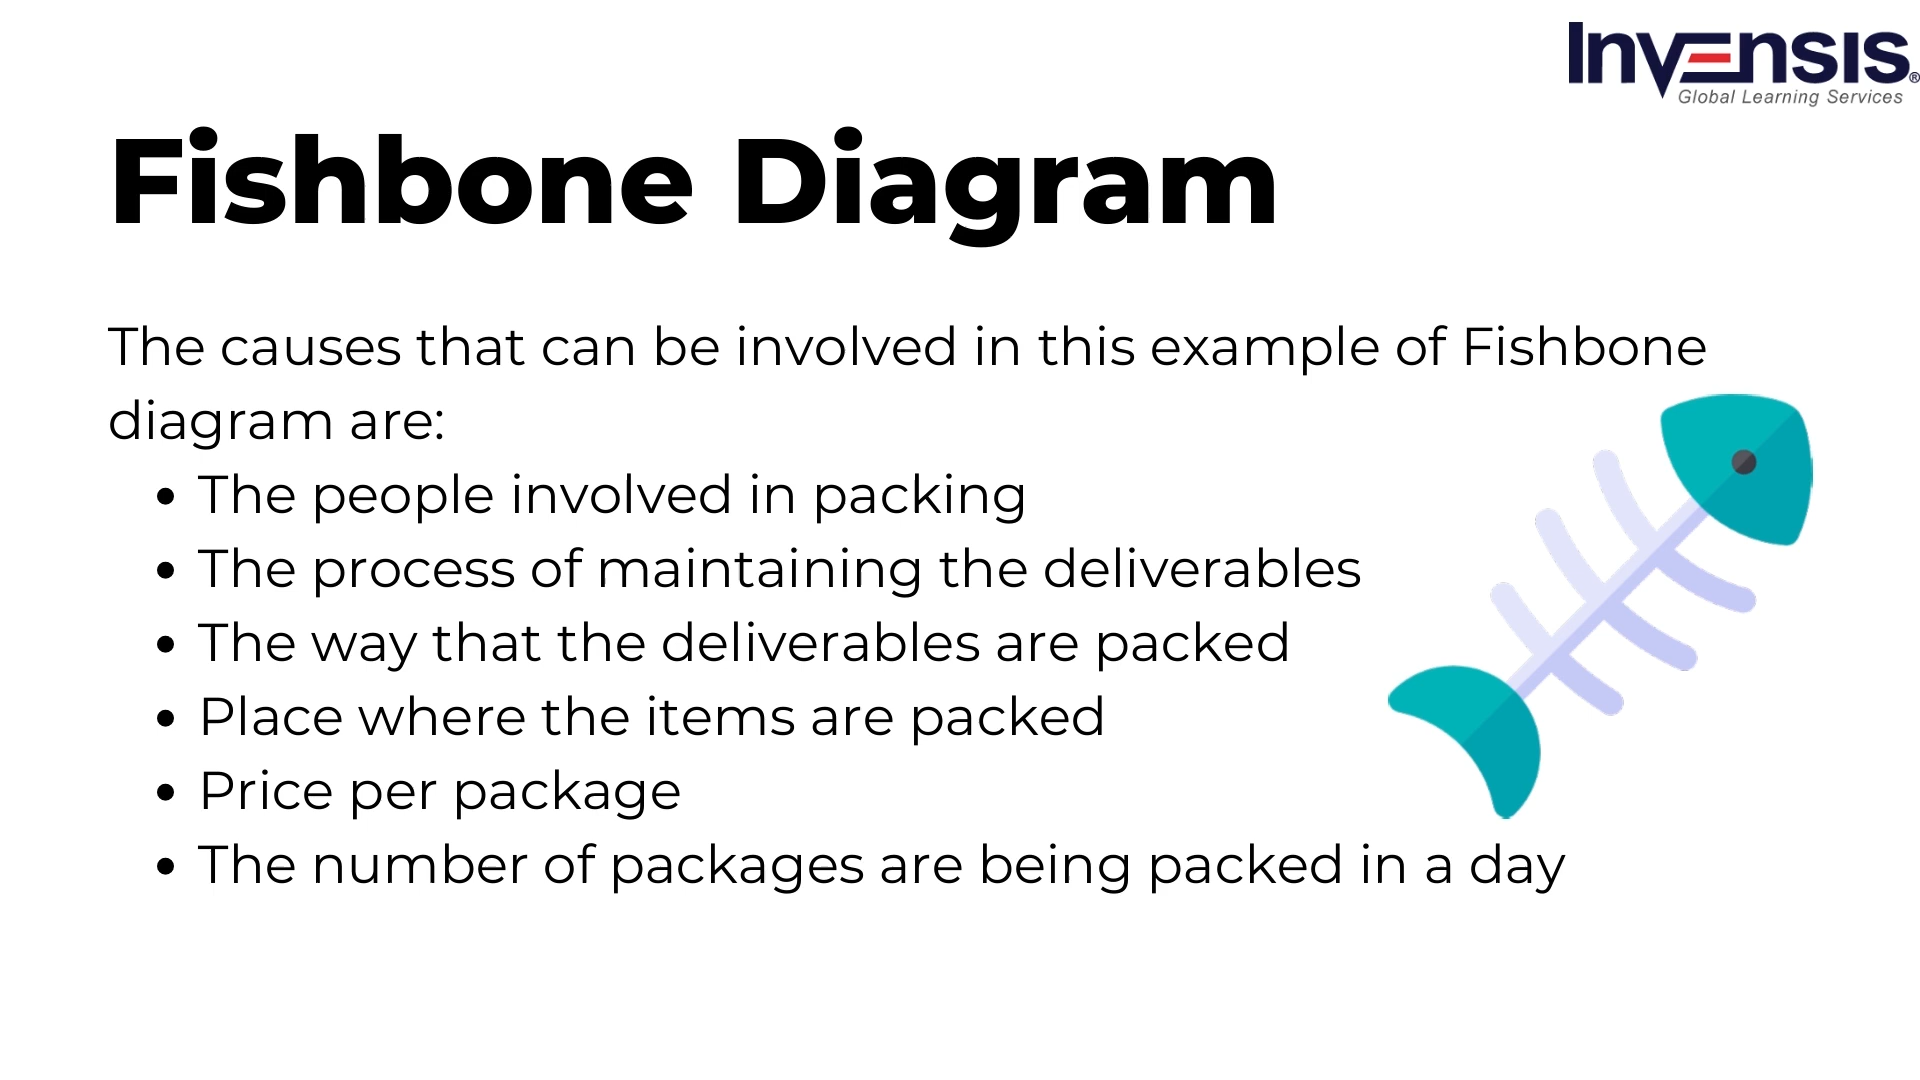 Invensis®
Global Learning Services
Fishbone Diagram
The causes that can be involved in this example of Fishbone
diagram are:
• The people involved in packing
• The process of maintaining the deliverables
• The way that the deliverables are packed
• Place where the items are packed
• Price per package
• The number of packages are being packed in a day